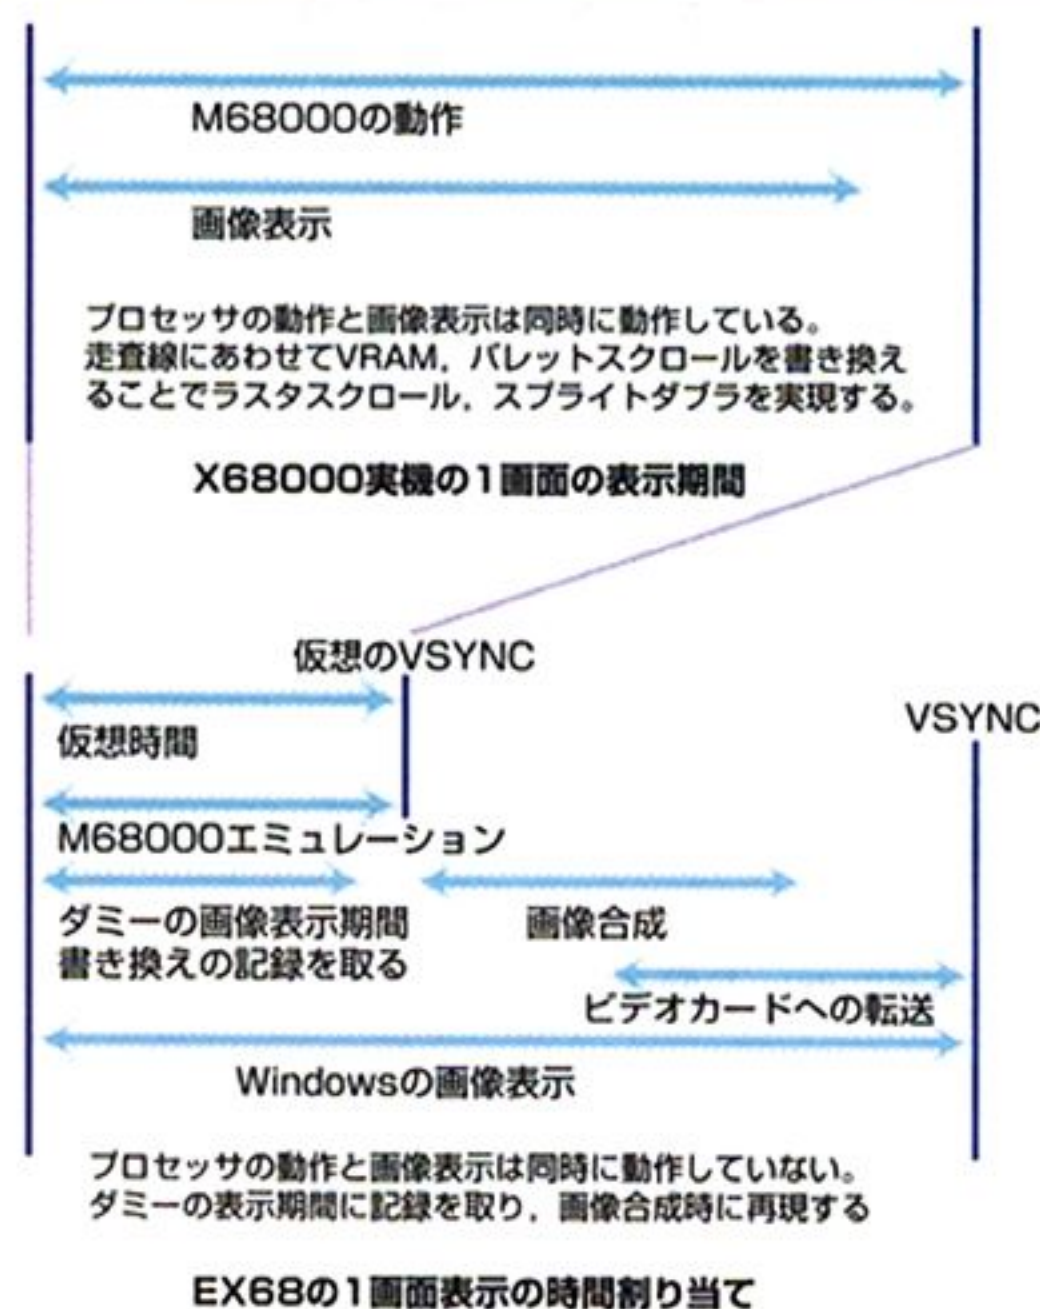 M68000の動作
画像表示
プロセッサの動作と画像表示は同時に動作している。
走査線にあわせてVRAM，パレットスクロールを書き換え
ることでラスタスクロール，スプライトダブラを実現する。
X68000実機の1画面の表示期間
仮想のVSYNC
VSYNC
仮想時間
M68000エミュレーション
ダミーの画像表示期間
書き換えの記録を取る
画像合成
ビデオカードへの転送
Windowsの画像表示
プロセッサの動作と画像表示は同時に動作していない。
ダミーの表示期間に記録を取り，画像合成時に再現する
EX68の1画面表示の時間割り当て